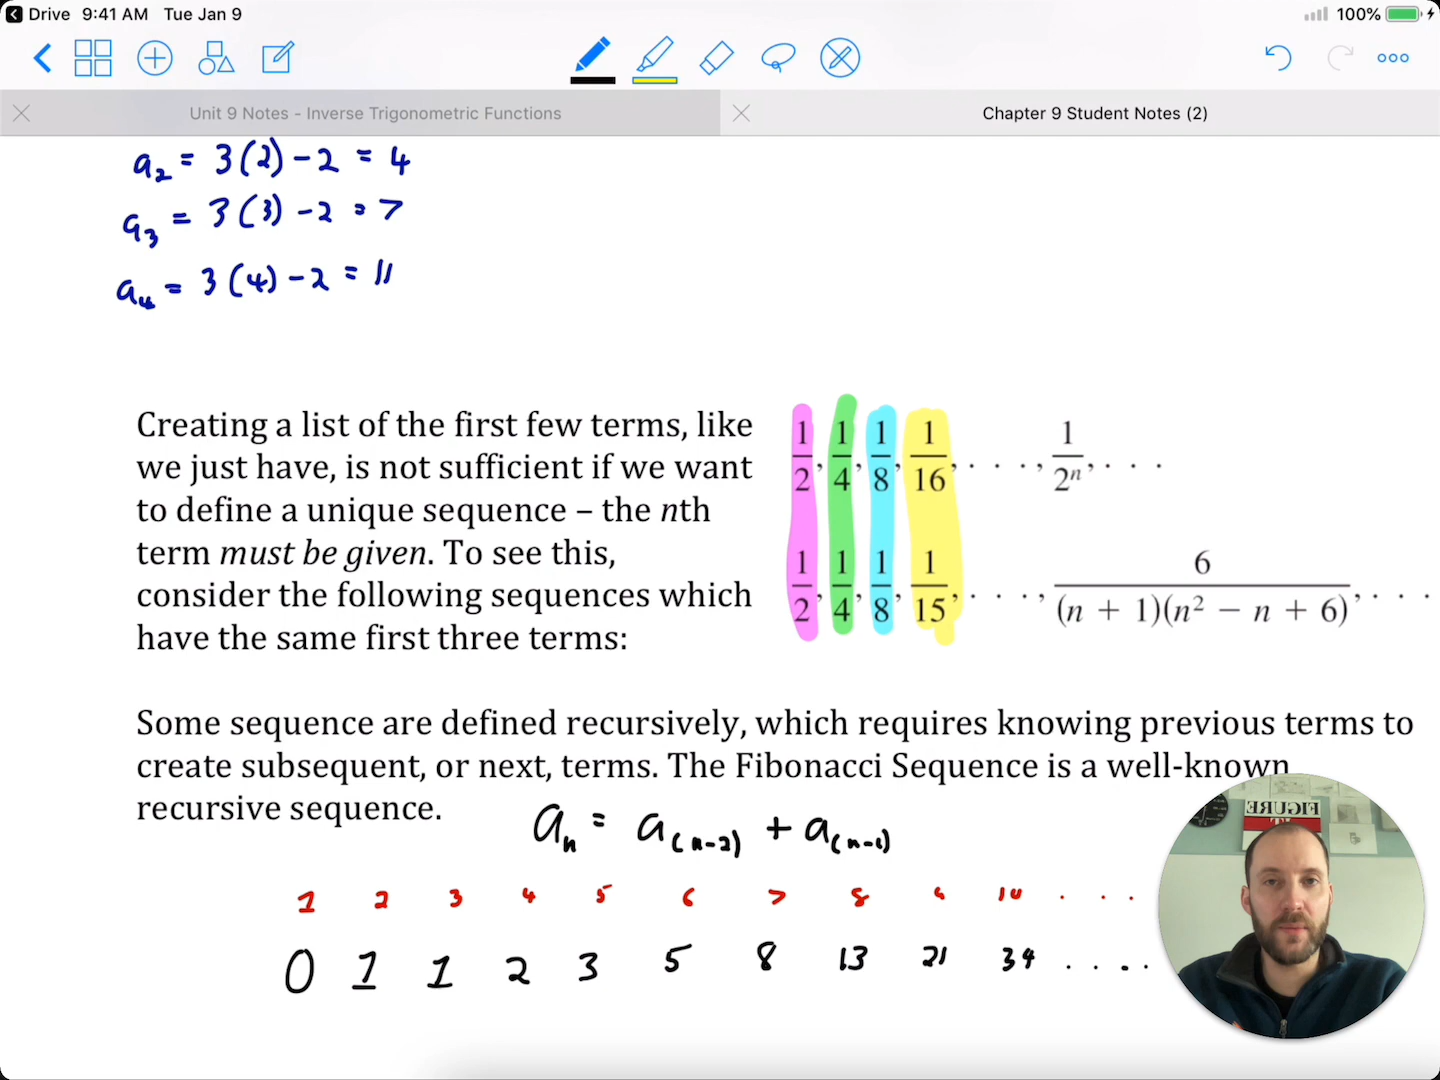 Drive 9:41 AM Tue Jan 9 100%
Unit 9 Notes - Inverse Trigonometric Functions
Chapter 9 Student Notes (2)
a₂ = 3(2) - 2 = 4
a₃ = 3(3) - 2 = 7
a₄ = 3(4) - 2 = 11
Creating a list of the first few terms, like
we just have, is not sufficient if we want
to define a unique sequence – the nth
term must be given. To see this,
consider the following sequences which
have the same first three terms:
1/2, 1/4, 1/8, 1/16, . . . , 1/2ⁿ, . . .
1/2, 1/4, 1/8, 1/15, . . . , 6/((n + 1)(n² − n + 6)), . . .
Some sequence are defined recursively, which requires knowing previous terms to
create subsequent, or next, terms. The Fibonacci Sequence is a well-known
recursive sequence.
aₙ = a₍ₙ₋₂₎ + a₍ₙ₋₁₎
1 2 3 4 5 6 7 8 9 10 . . .
0 1 1 2 3 5 8 13 21 34 . . . .
FIGURE
IT